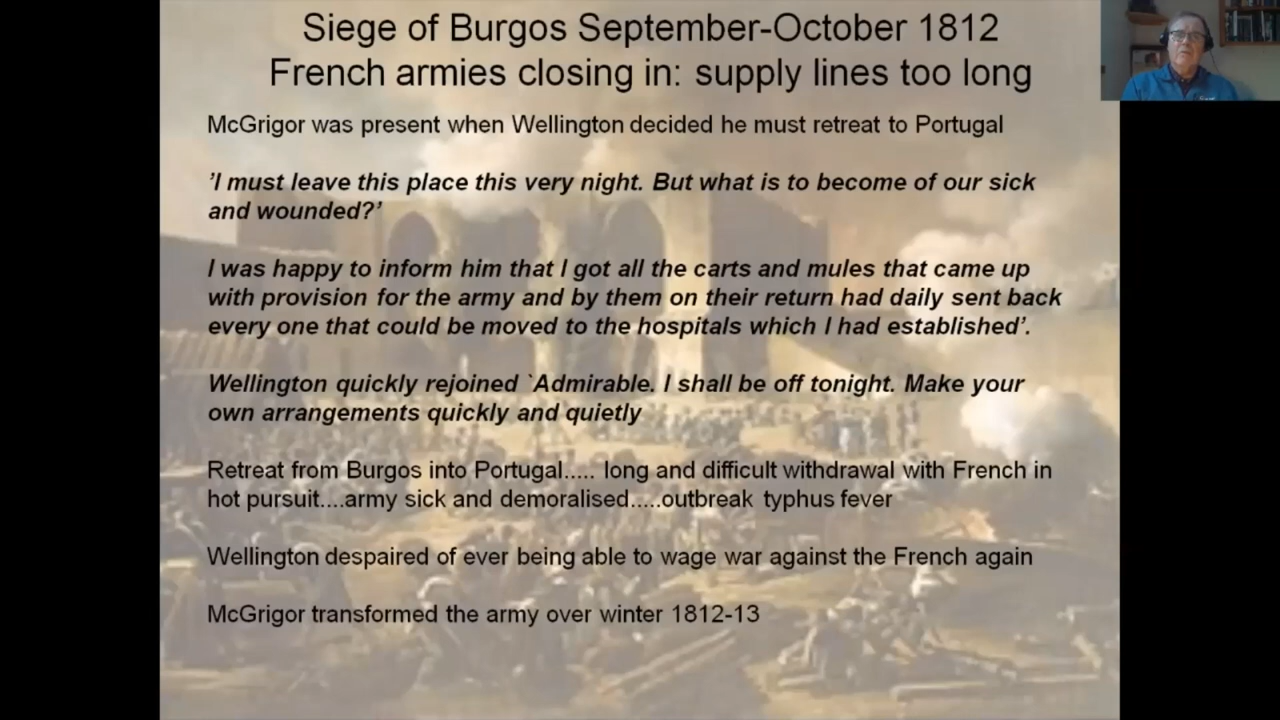 Siege of Burgos September-October 1812
French armies closing in: supply lines too long
McGrigor was present when Wellington decided he must retreat to Portugal
’I must leave this place this very night. But what is to become of our sick
and wounded?’
I was happy to inform him that I got all the carts and mules that came up
with provision for the army and by them on their return had daily sent back
every one that could be moved to the hospitals which I had established’.
Wellington quickly rejoined `Admirable. I shall be off tonight. Make your
own arrangements quickly and quietly
Retreat from Burgos into Portugal..... long and difficult withdrawal with French in
hot pursuit....army sick and demoralised.....outbreak typhus fever
Wellington despaired of ever being able to wage war against the French again
McGrigor transformed the army over winter 1812-13